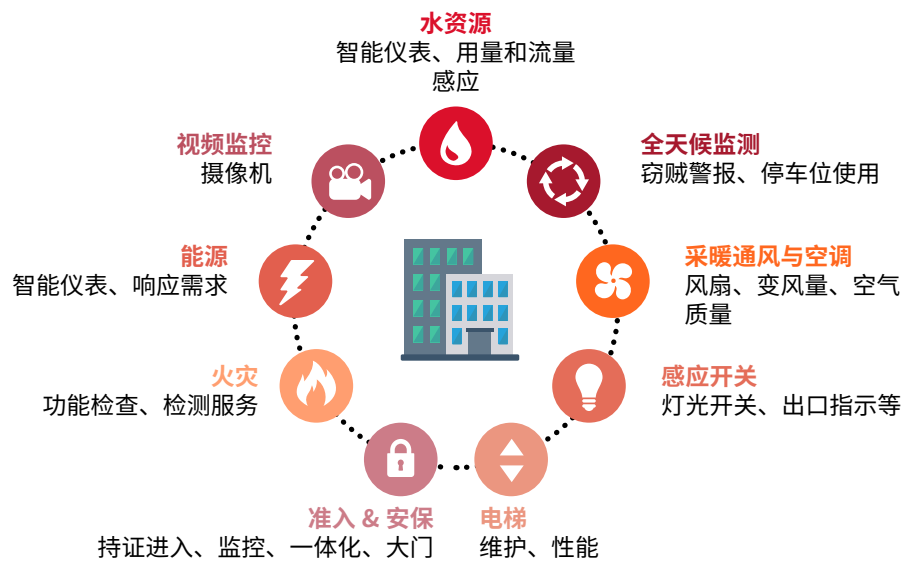 水资源
智能仪表、用量和流量
感应
全天候监测
窃贼警报、停车位使用
采暖通风与空调
风扇、变风量、空气
质量
感应开关
灯光开关、出口指示等
电梯
维护、性能
准入 & 安保
持证进入、监控、一体化、大门
火灾
功能检查、检测服务
能源
智能仪表、响应需求
视频监控
摄像机